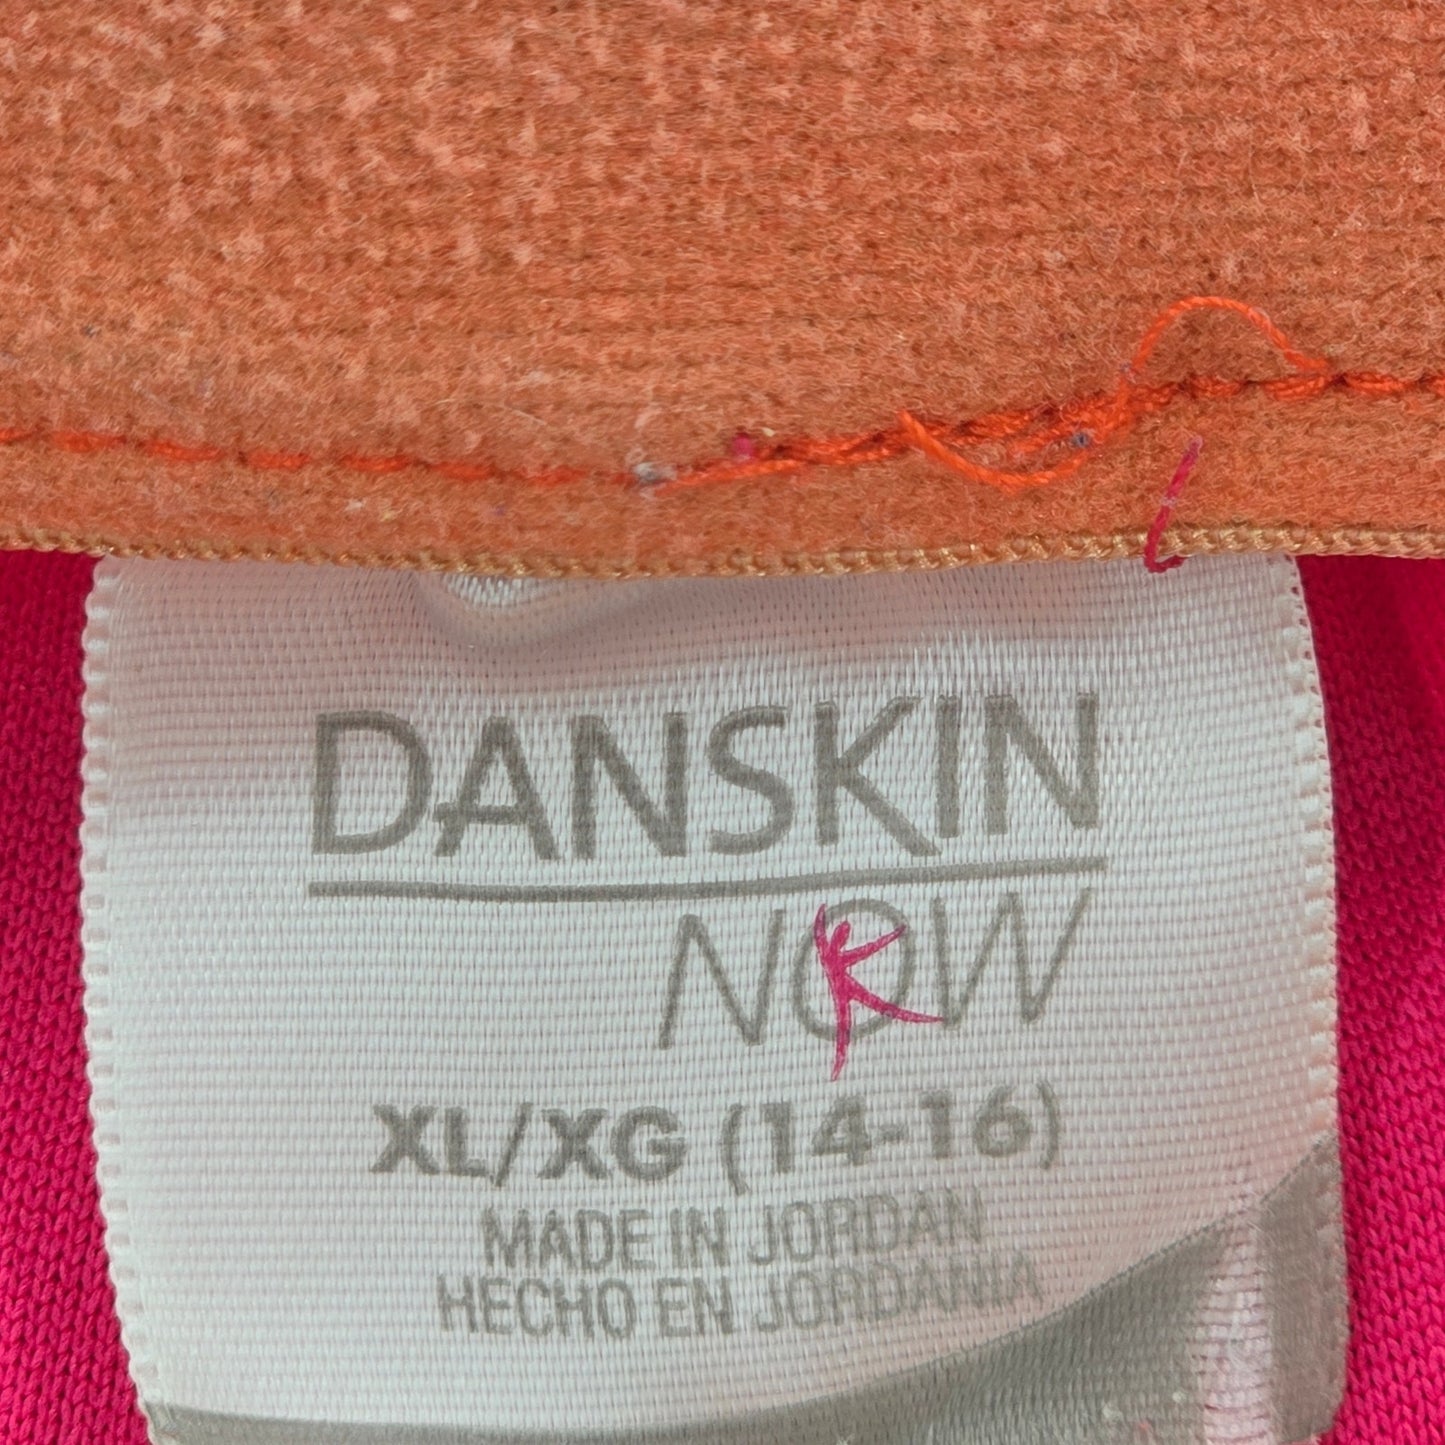 DANSKIN
NOW
XL/XG (14-16)
MADE IN JORDAN
HECHO EN JORDANIA